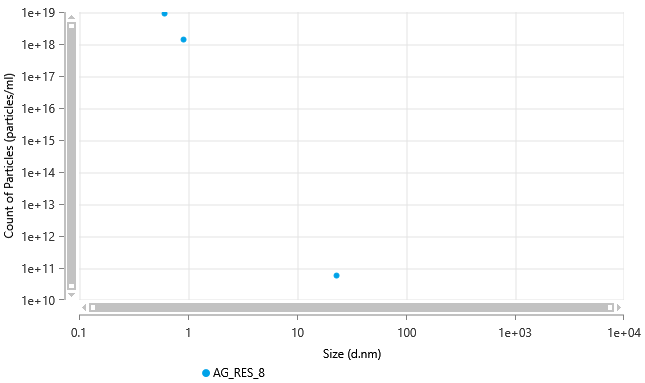 Count of Particles (particles/ml)
1e+19
1e+18
1e+17
1e+16
1e+15
1e+14
1e+13
1e+12
1e+11
1e+10
0.1 1 10 100 1e+03 1e+04
Size (d.nm)
AG_RES_8